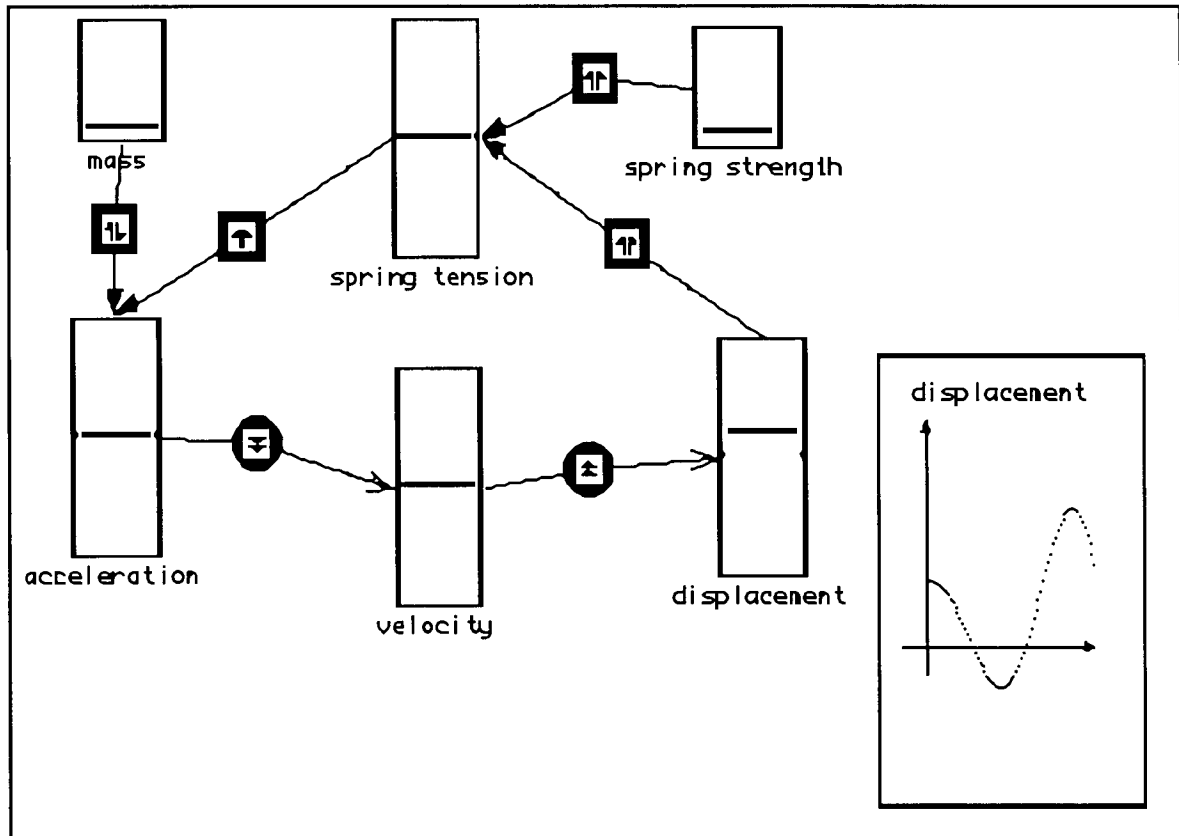 mass
spring strength
spring tension
displacement
acceleration
displacement
velocity